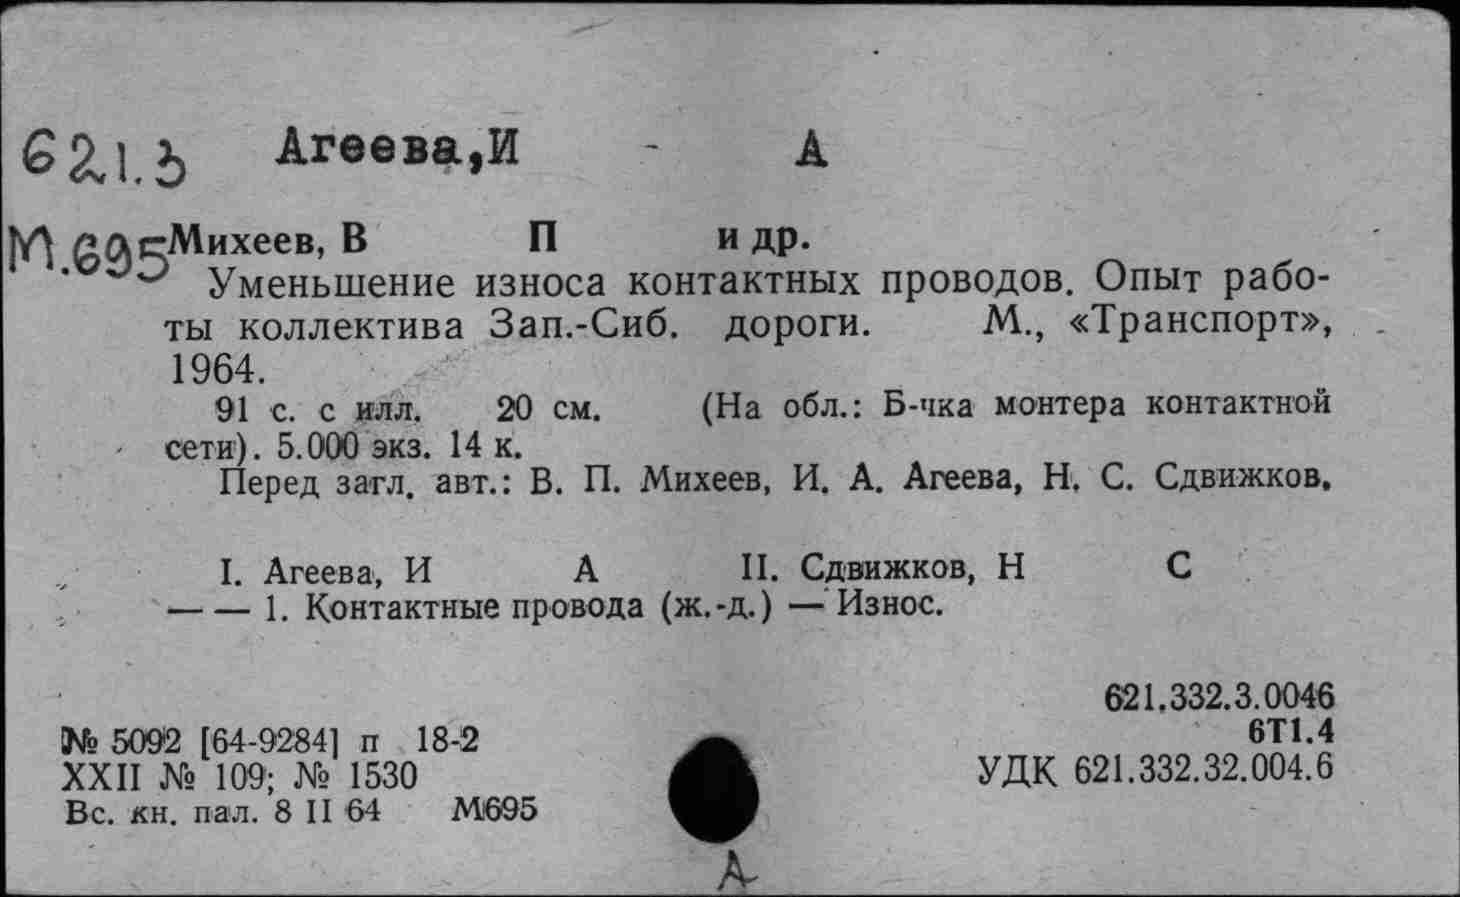 621.3 Агеева,И - А
М.695 Михеев, В П и др.
Уменьшение износа контактных проводов. Опыт рабо-
ты коллектива Зап.-Сиб. дороги. М., «Транспорт»,
1964.
91 с. с илл. 20 см. (На обл.: Б-чка монтера контактной
сети). 5.000 экз. 14 к.
Перед загл. авт.: В. П. Михеев, И. А. Агеева, Н. С. Сдвижков.
I. Агеева, И А II. Сдвижков, Н С
— — 1. Контактные провода (ж.-д.) — Износ.
621.332.3.0046
№ 5092 [64-9284] п 18-2 6Т1.4
XXII № 109; № 1530 УДК 621.332.32.004.6
Вс. кн. пал. 8 II 64 М695
А